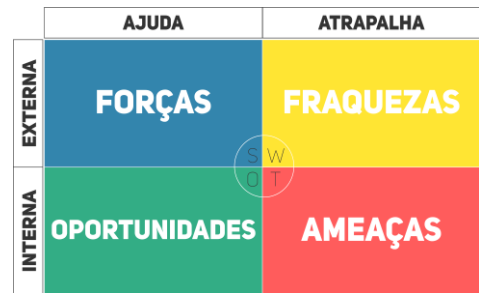 AJUDA ATRAPALHA
EXTERNA FORÇAS FRAQUEZAS
S W
O T
INTERNA OPORTUNIDADES AMEAÇAS